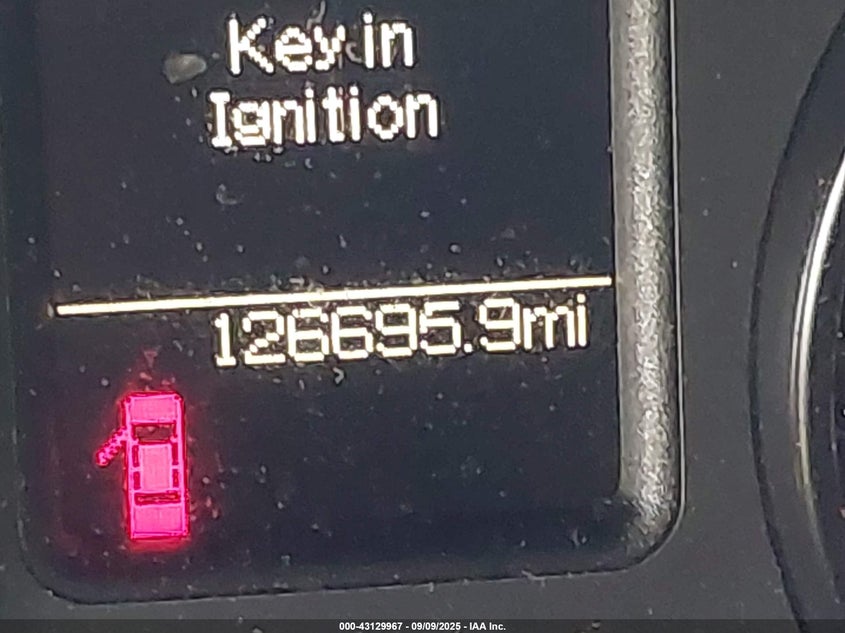 Key in
Ignition
126695.9mi
000-43129967 - 09/09/2025 - IAA Inc.